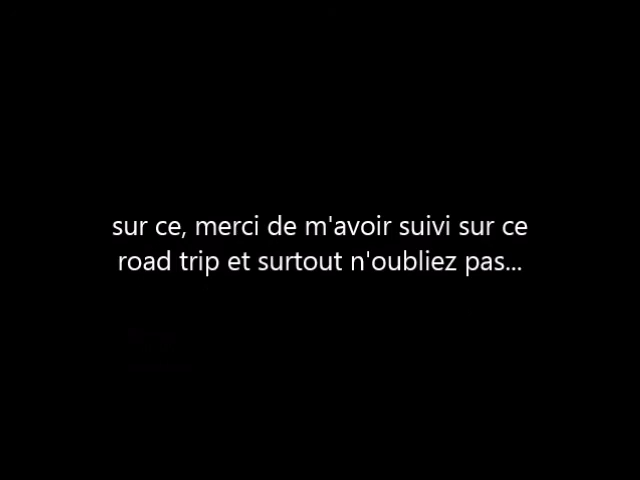 sur ce, merci de m'avoir suivi sur ce
road trip et surtout n'oubliez pas...